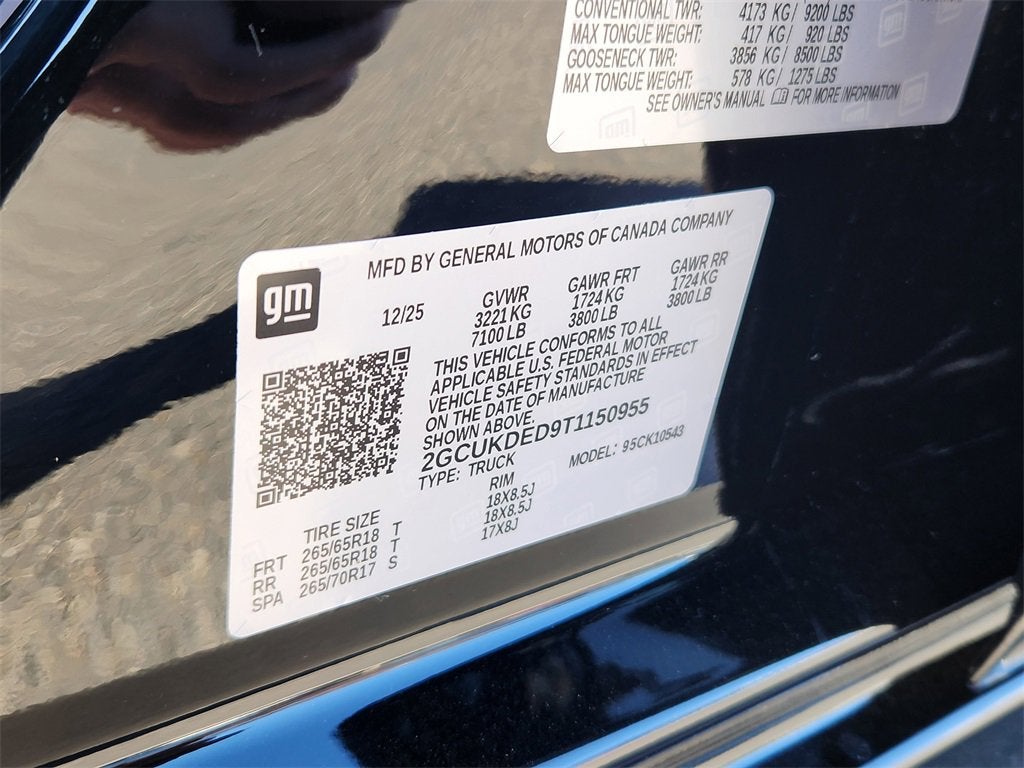 CONVENTIONAL TWR: 4173 KG / 9200 LBS
MAX TONGUE WEIGHT: 417 KG / 920 LBS
GOOSENECK TWR: 3856 KG / 8500 LBS
MAX TONGUE WEIGHT: 578 KG / 1275 LBS
SEE OWNER'S MANUAL FOR MORE INFORMATION
gm
MFD BY GENERAL MOTORS OF CANADA COMPANY
12/25 GVWR GAWR FRT GAWR RR
3221 KG 1724 KG 1724 KG
7100 LB 3800 LB 3800 LB
THIS VEHICLE CONFORMS TO ALL
APPLICABLE U.S. FEDERAL MOTOR
VEHICLE SAFETY STANDARDS IN EFFECT
ON THE DATE OF MANUFACTURE
SHOWN ABOVE.
2GCUKDED9T1150955
TYPE: TRUCK MODEL: 95CK10543
TIRE SIZE RIM
FRT 265/65R18 T 18X8.5J
RR 265/65R18 T 18X8.5J
SPA 265/70R17 S 17X8J